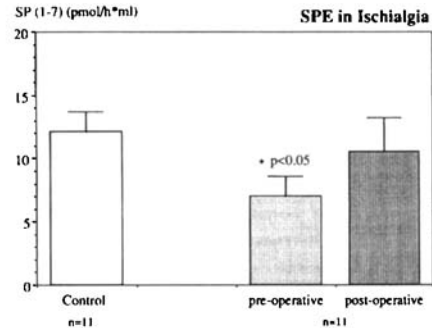 SP (1-7) (pmol/h*ml)
SPE in Ischialgia
20
15
10
5
0
* p<0.05
Control
pre-operative
post-operative
n=11
n=11